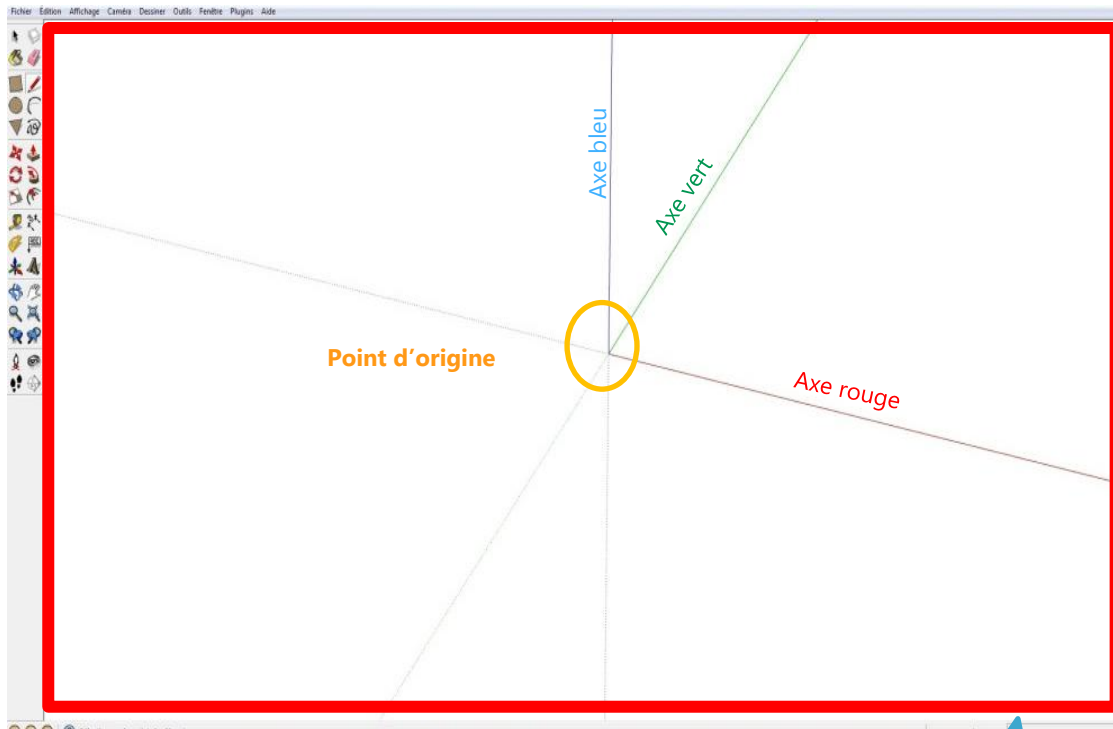 Fichier Édition Affichage Caméra Dessiner Outils Fenêtre Plugins Aide
Axe bleu
Axe vert
Point d’origine
Axe rouge